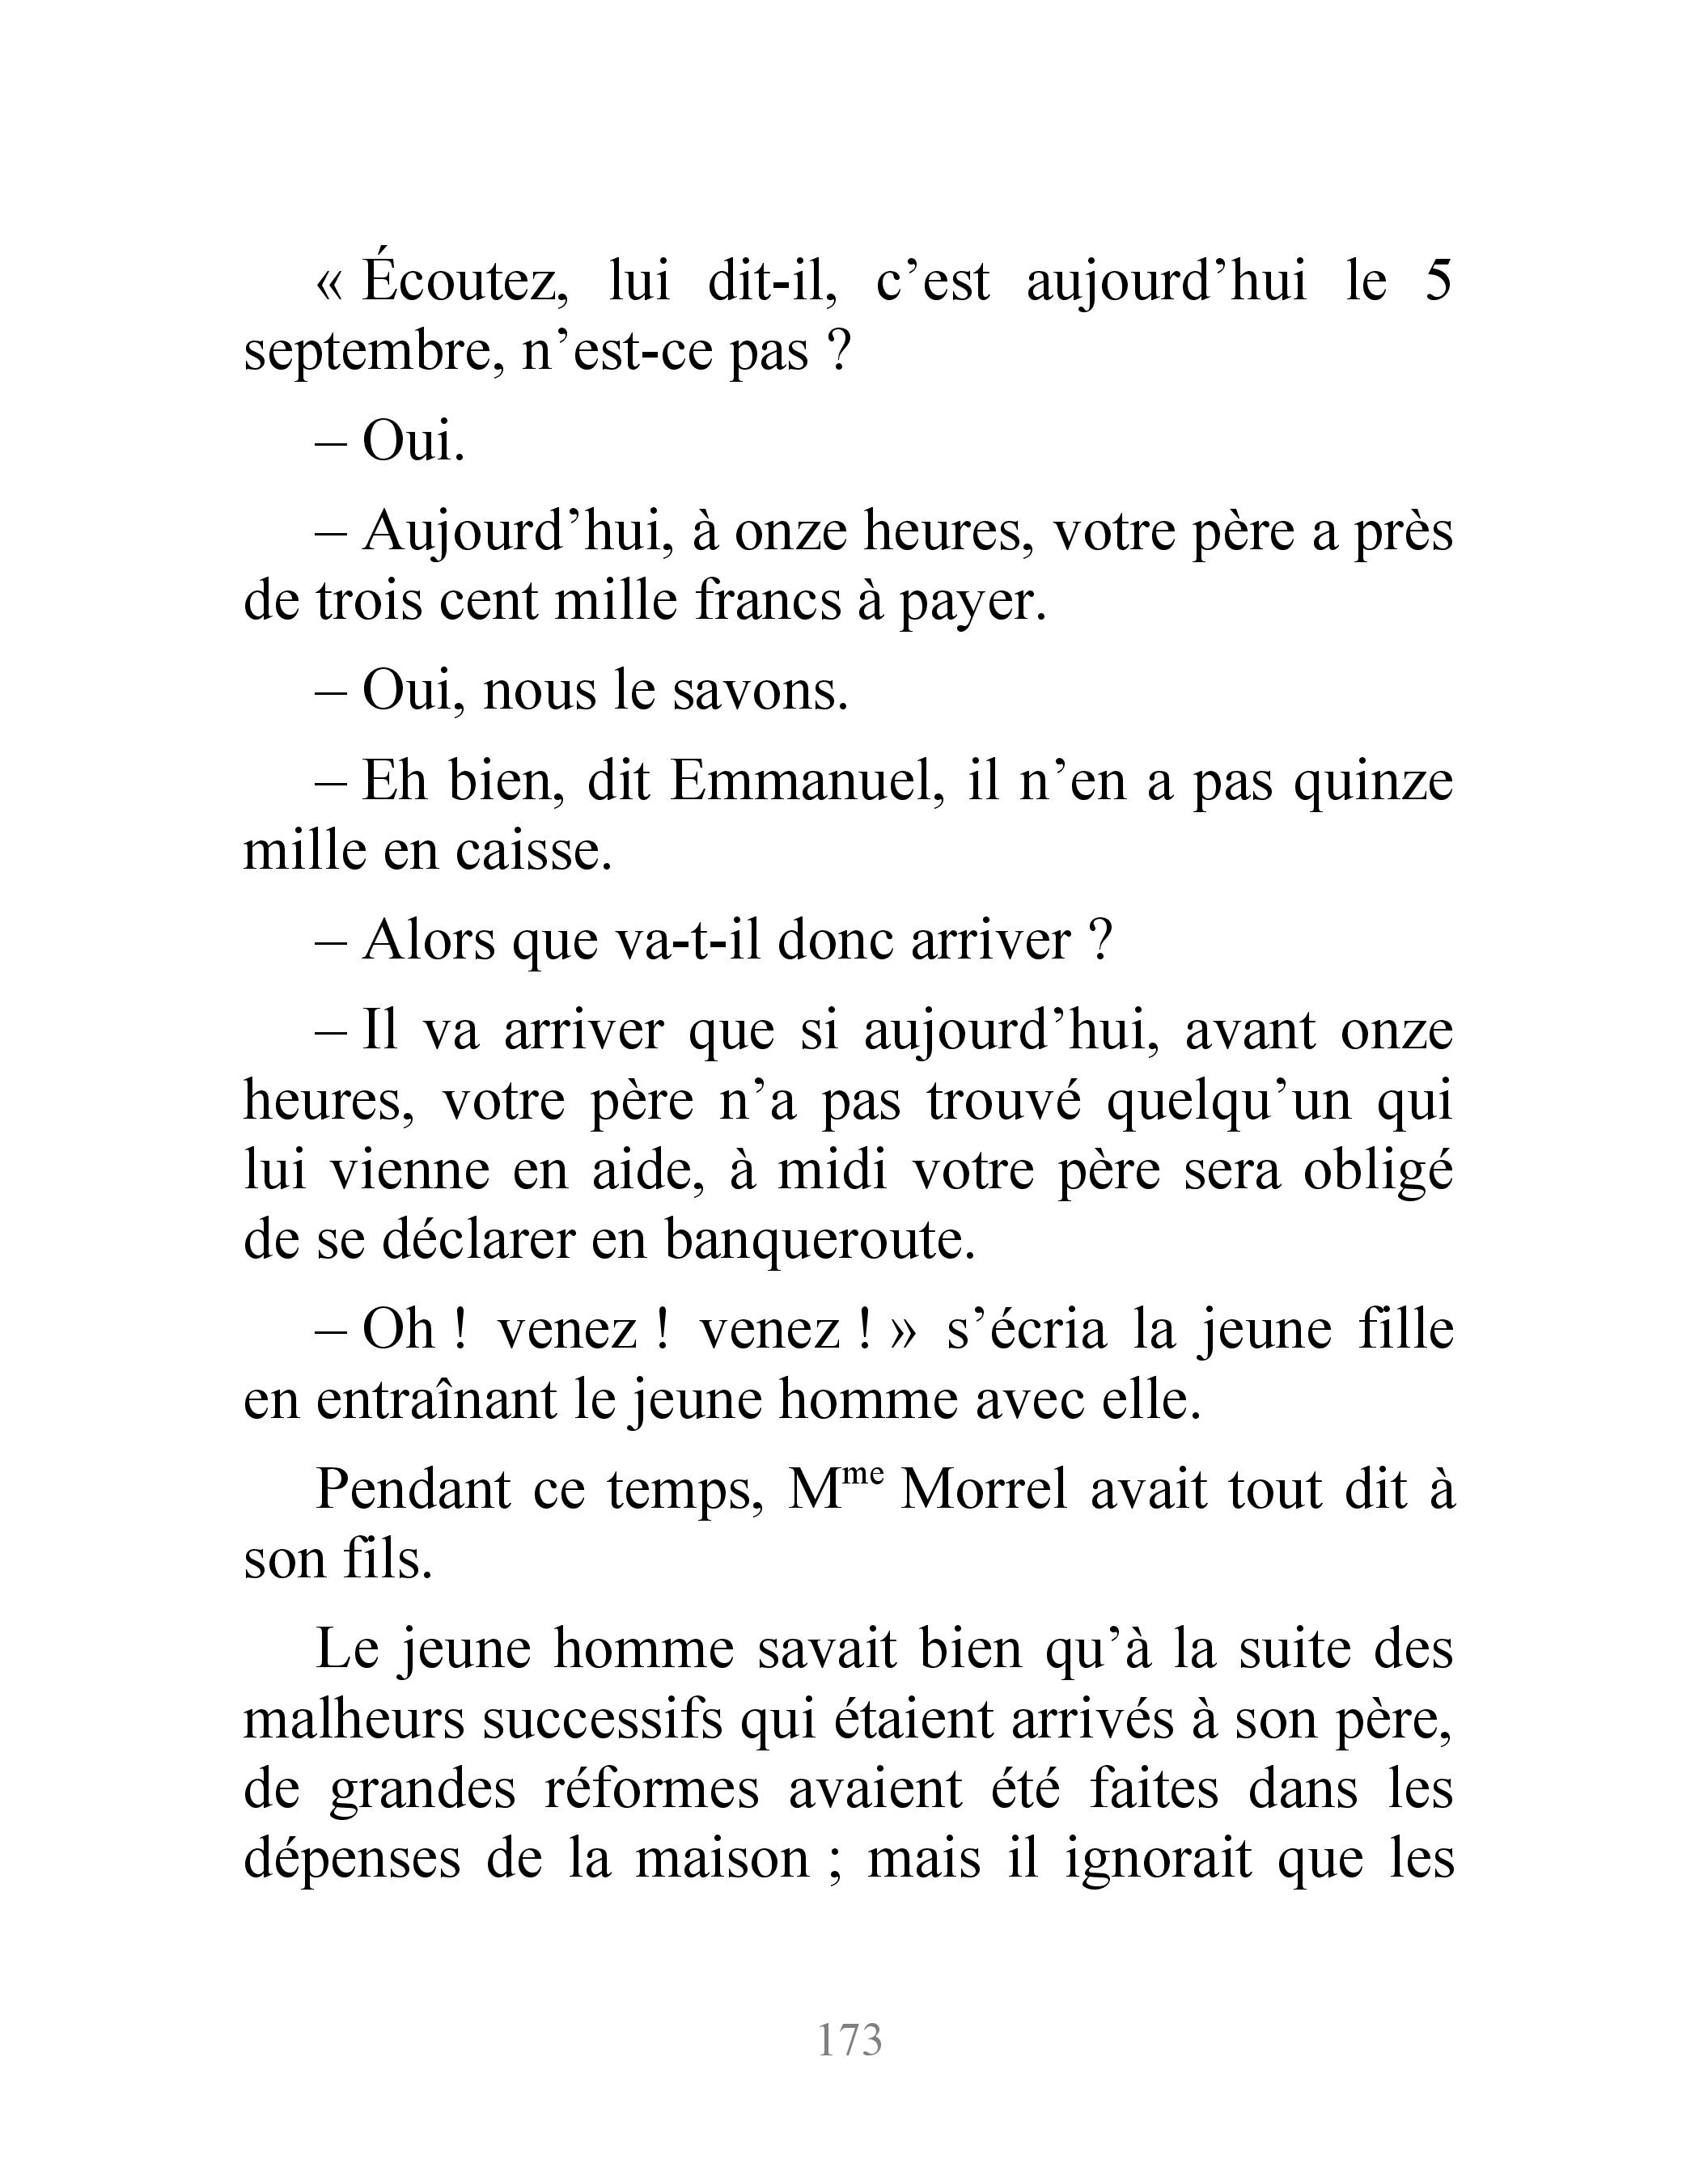 « Écoutez, lui dit-il, c’est aujourd’hui le 5
septembre, n’est-ce pas ?
– Oui.
– Aujourd’hui, à onze heures, votre père a près
de trois cent mille francs à payer.
– Oui, nous le savons.
– Eh bien, dit Emmanuel, il n’en a pas quinze
mille en caisse.
– Alors que va-t-il donc arriver ?
– Il va arriver que si aujourd’hui, avant onze
heures, votre père n’a pas trouvé quelqu’un qui
lui vienne en aide, à midi votre père sera obligé
de se déclarer en banqueroute.
– Oh ! venez ! venez ! » s’écria la jeune fille
en entraînant le jeune homme avec elle.
Pendant ce temps, Mme Morrel avait tout dit à
son fils.
Le jeune homme savait bien qu’à la suite des
malheurs successifs qui étaient arrivés à son père,
de grandes réformes avaient été faites dans les
dépenses de la maison ; mais il ignorait que les
173